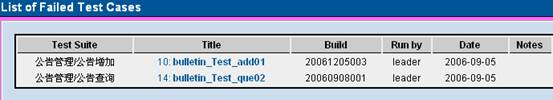 List of Failed Test Cases
Test Suite Title Build Run by Date Notes
公告管理/公告增加 10: bulletin_Test_add01 20061205003 leader 2006-09-05
公告管理/公告查询 14: bulletin_Test_que02 20060908001 leader 2006-09-05